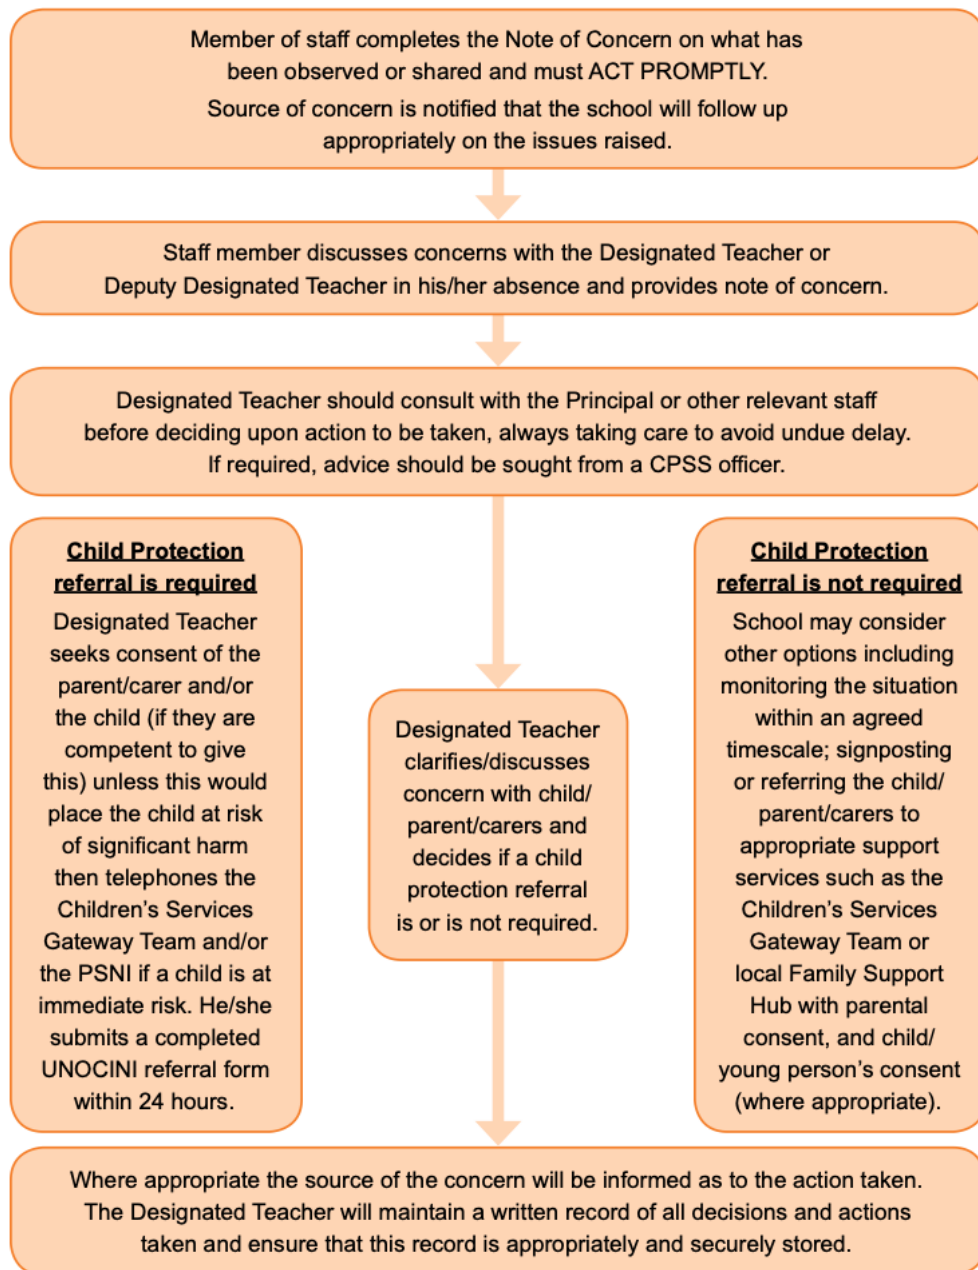 Member of staff completes the Note of Concern on what has
been observed or shared and must ACT PROMPTLY.
Source of concern is notified that the school will follow up
appropriately on the issues raised.
Staff member discusses concerns with the Designated Teacher or
Deputy Designated Teacher in his/her absence and provides note of concern.
Designated Teacher should consult with the Principal or other relevant staff
before deciding upon action to be taken, always taking care to avoid undue delay.
If required, advice should be sought from a CPSS officer.
Child Protection
referral is required
Designated Teacher
seeks consent of the
parent/carer and/or
the child (if they are
competent to give
this) unless this would
place the child at risk
of significant harm
then telephones the
Children's Services
Gateway Team and/or
the PSNI if a child is at
immediate risk. He/she
submits a completed
UNOCINI referral form
within 24 hours.
Designated Teacher
clarifies/discusses
concern with child/
parent/carers and
decides if a child
protection referral
is or is not required.
Child Protection
referral is not required
School may consider
other options including
monitoring the situation
within an agreed
timescale; signposting
or referring the child/
parent/carers to
appropriate support
services such as the
Children's Services
Gateway Team or
local Family Support
Hub with parental
consent, and child/
young person's consent
(where appropriate).
Where appropriate the source of the concern will be informed as to the action taken.
The Designated Teacher will maintain a written record of all decisions and actions
taken and ensure that this record is appropriately and securely stored.